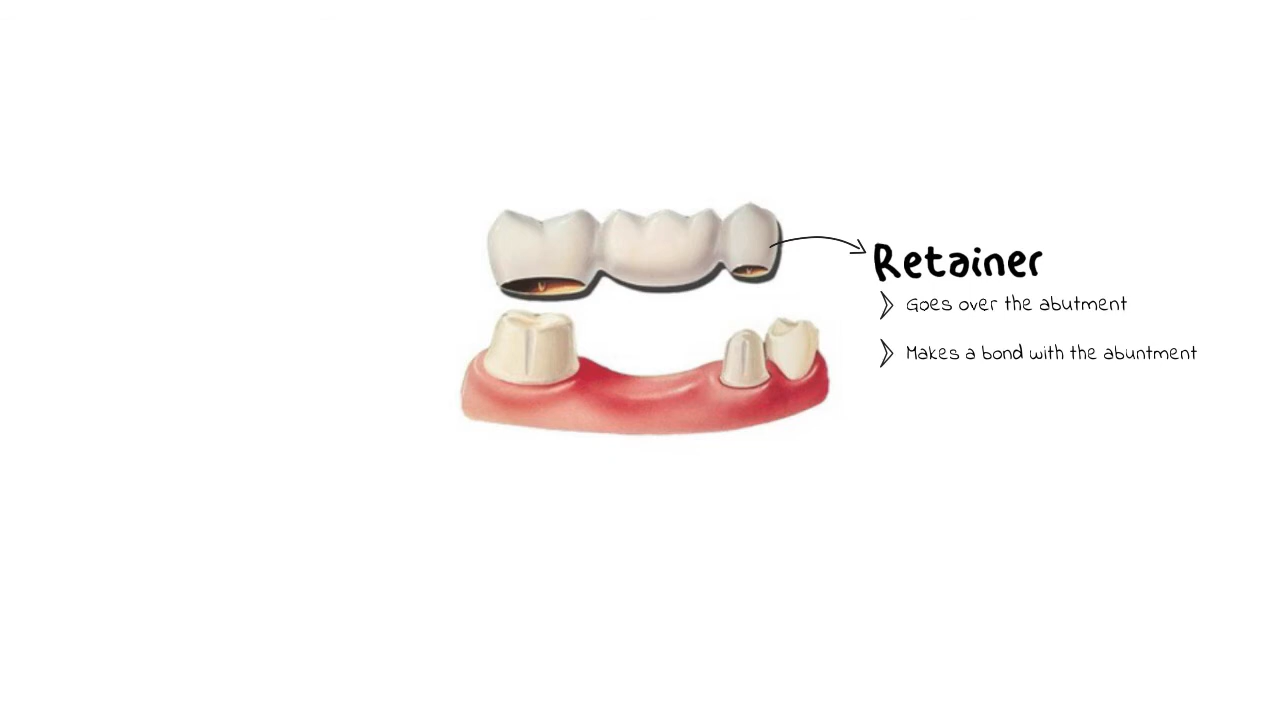 Retainer
Goes over the abutment
Makes a bond with the abuntment